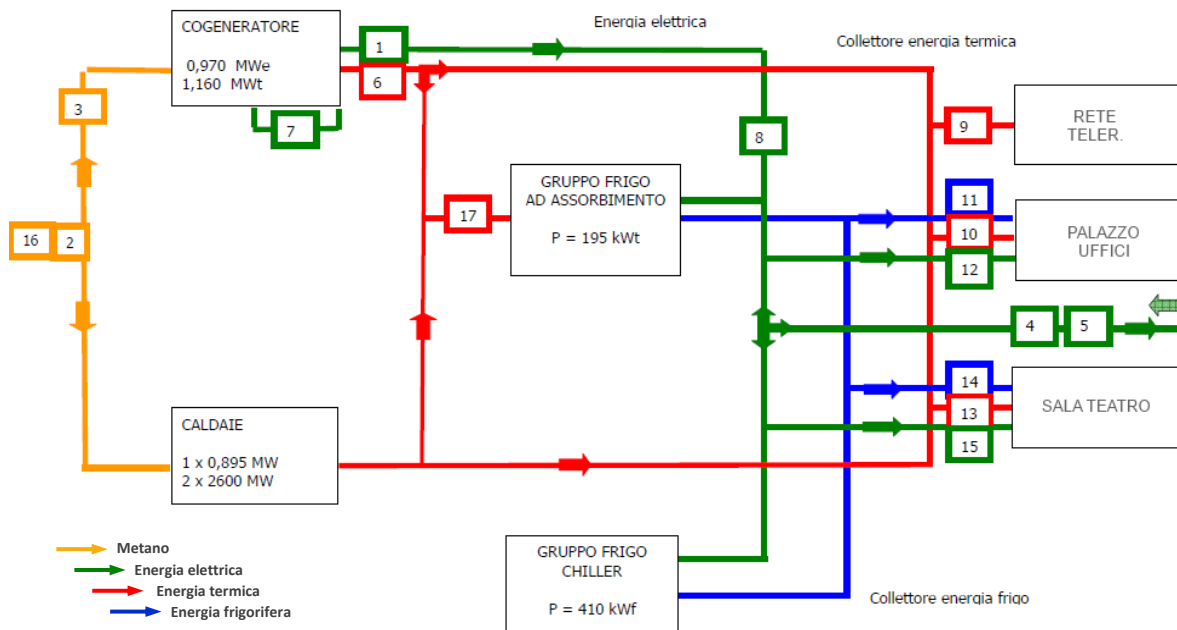 COGENERATORE
0,970 MWe
1,160 MWt
1
Energia elettrica
Collettore energia termica
6
3
7
8
9
RETE
TELER.
GRUPPO FRIGO
AD ASSORBIMENTO
P = 195 kWt
17
11
10
12
PALAZZO
UFFICI
16
2
4
5
14
13
15
SALA TEATRO
CALDAIE
1 x 0,895 MW
2 x 2600 MW
GRUPPO FRIGO
CHILLER
P = 410 kWf
Collettore energia frigo
Metano
Energia elettrica
Energia termica
Energia frigorifera